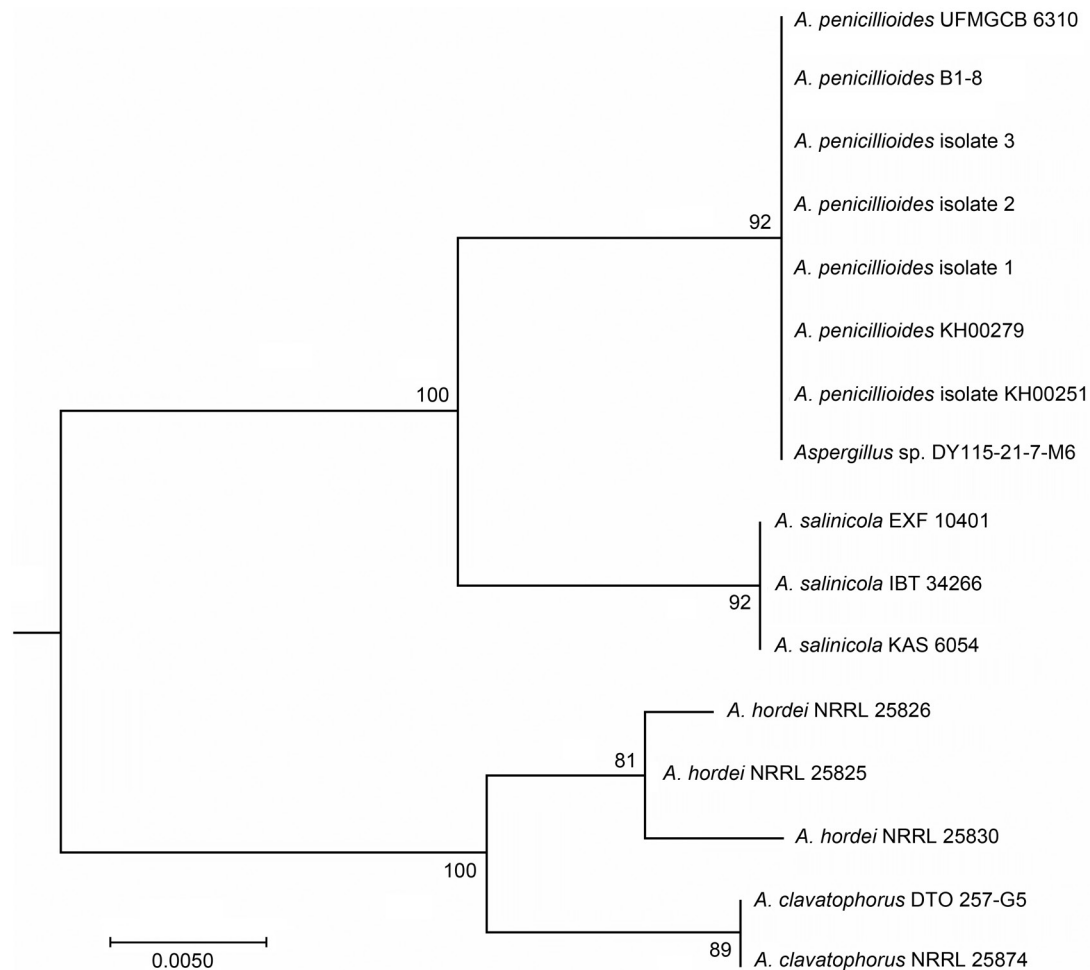 A. penicillioides UFMGCB 6310
A. penicillioides B1-8
A. penicillioides isolate 3
A. penicillioides isolate 2
92
A. penicillioides isolate 1
A. penicillioides KH00279
100
A. penicillioides isolate KH00251
Aspergillus sp. DY115-21-7-M6
A. salinicola EXF 10401
A. salinicola IBT 34266
92
A. salinicola KAS 6054
A. hordei NRRL 25826
81
A. hordei NRRL 25825
A. hordei NRRL 25830
100
A. clavatophorus DTO 257-G5
89
A. clavatophorus NRRL 25874
0.0050